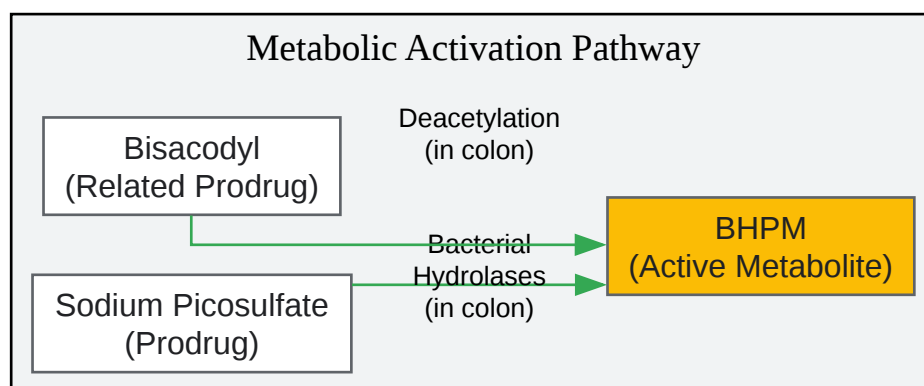 Metabolic Activation Pathway
Deacetylation
(in colon)
Bisacodyl
(Related Prodrug)
BHPM
(Active Metabolite)
Bacterial
Hydrolases
(in colon)
Sodium Picosulfate
(Prodrug)